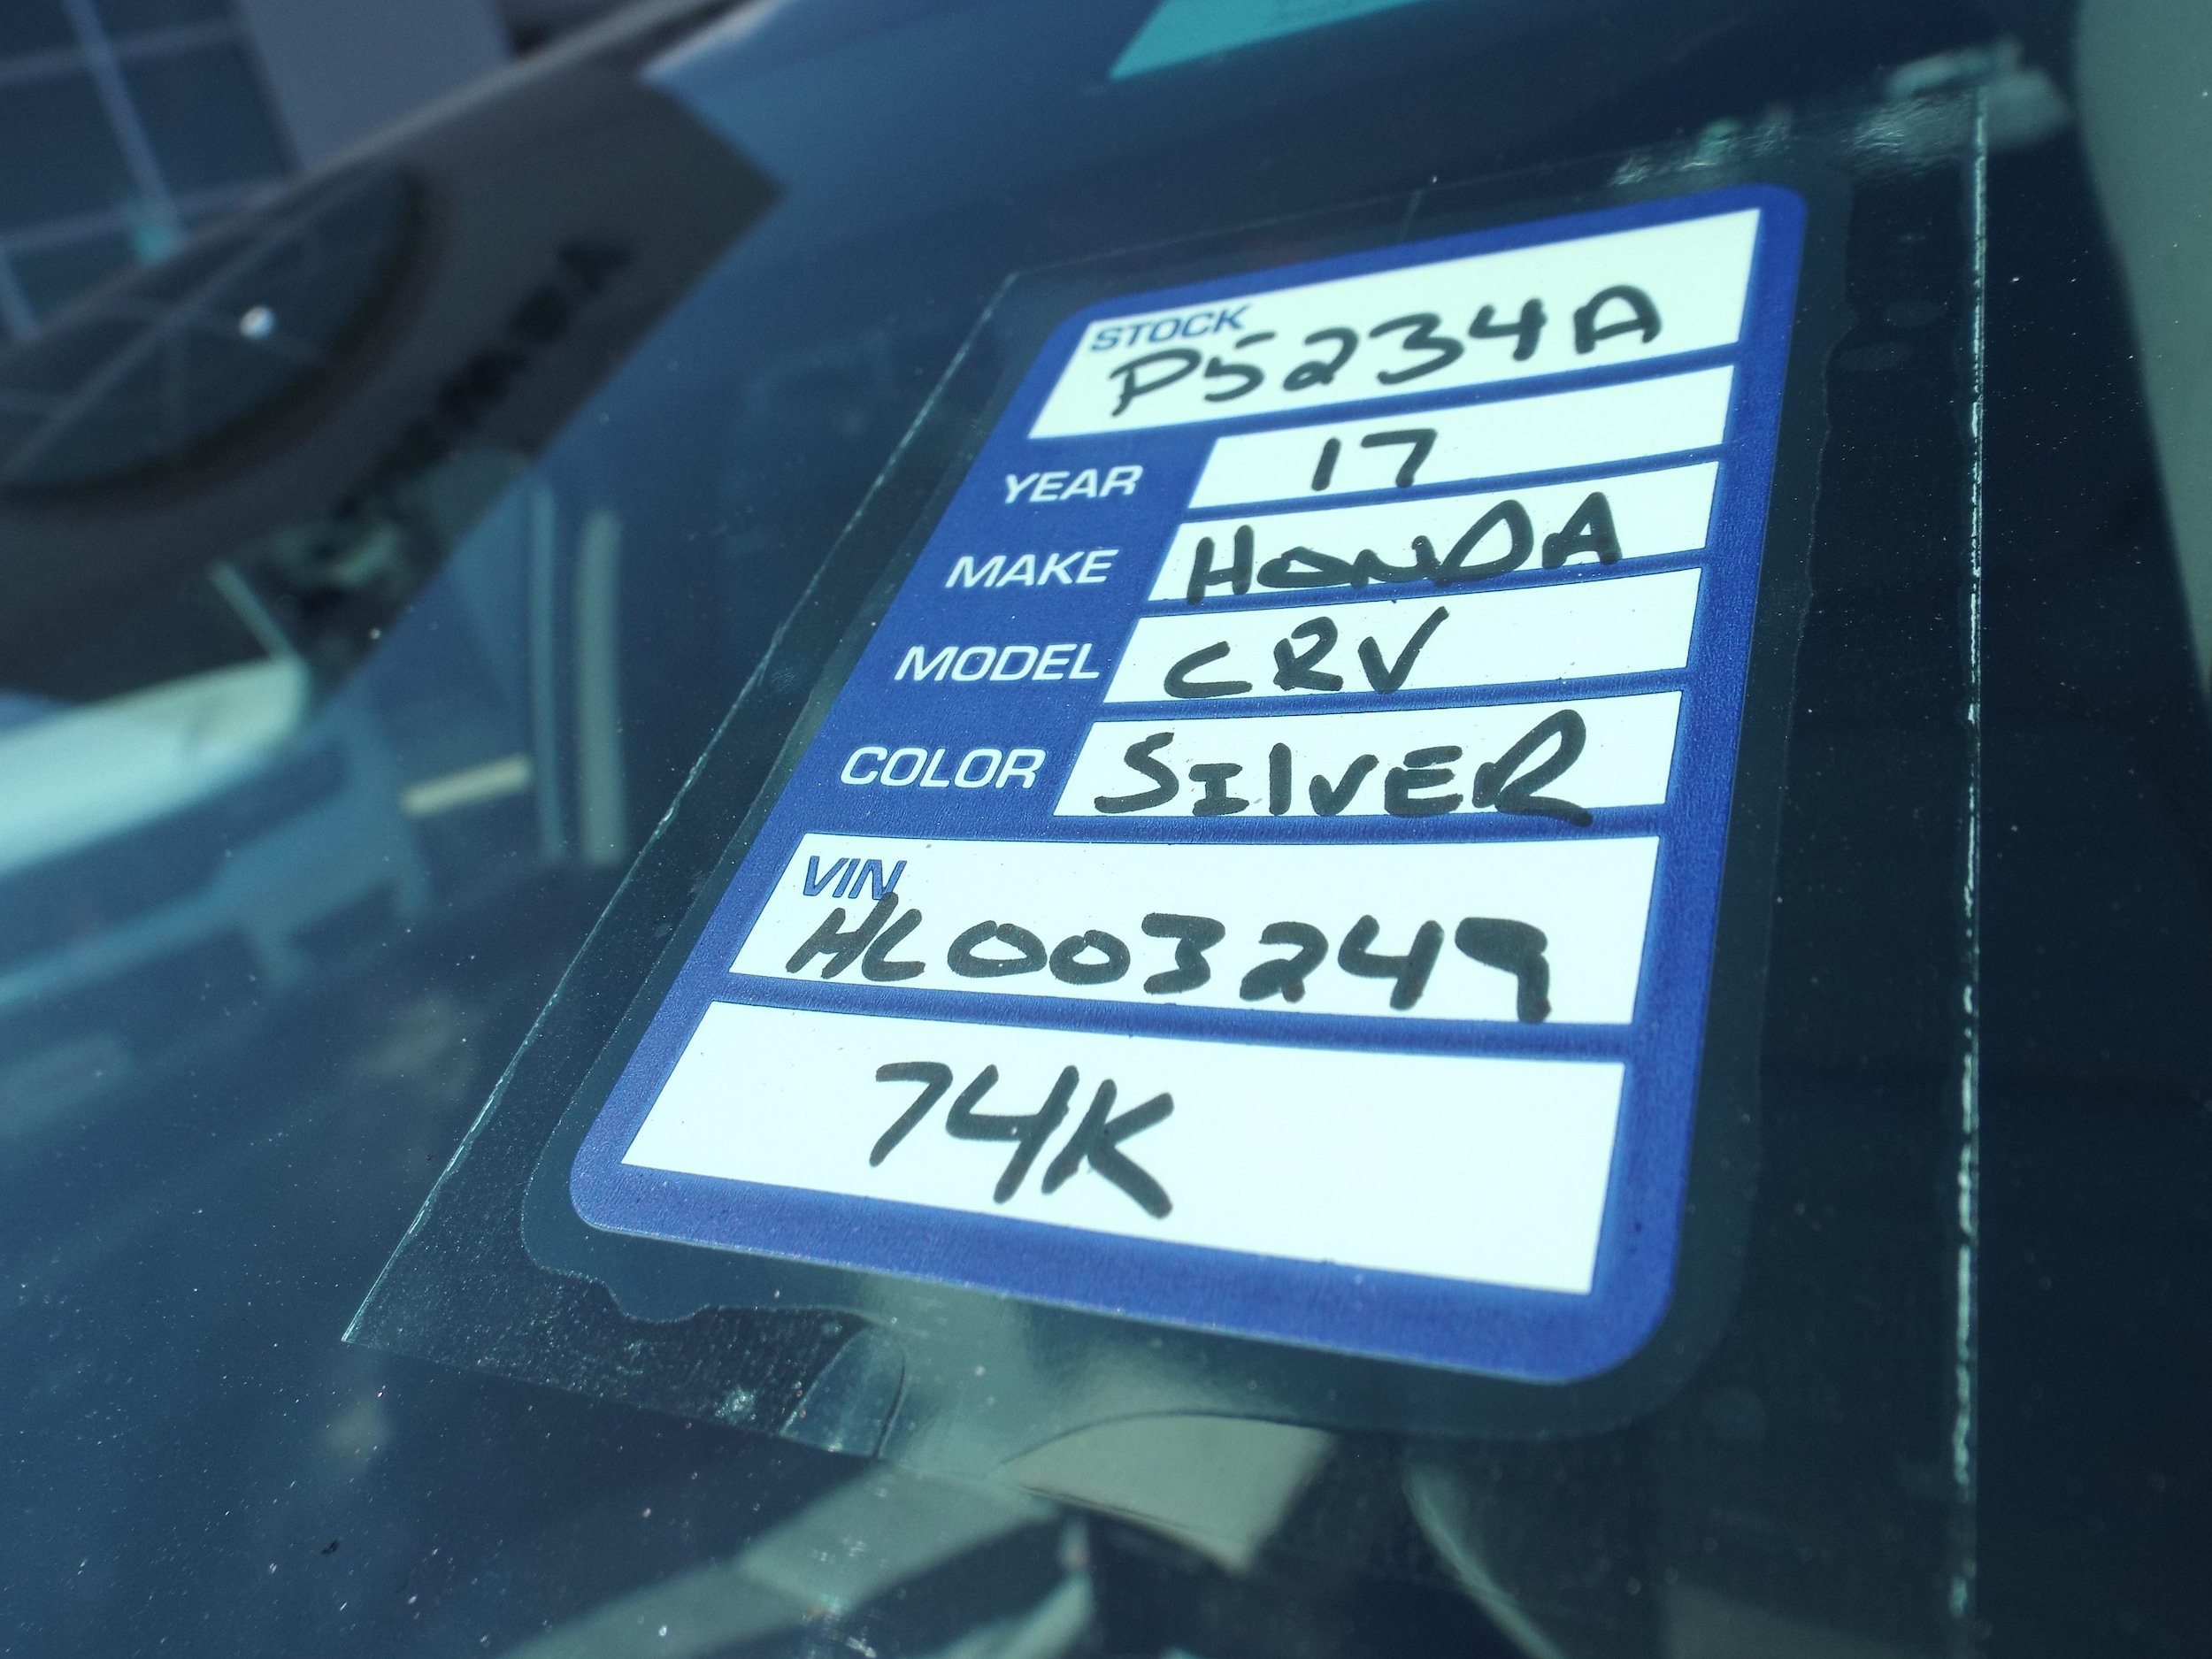 STOCK
P5234A
YEAR 17
MAKE HONDA
MODEL CRV
COLOR SILVER
VIN
HL003249
74K